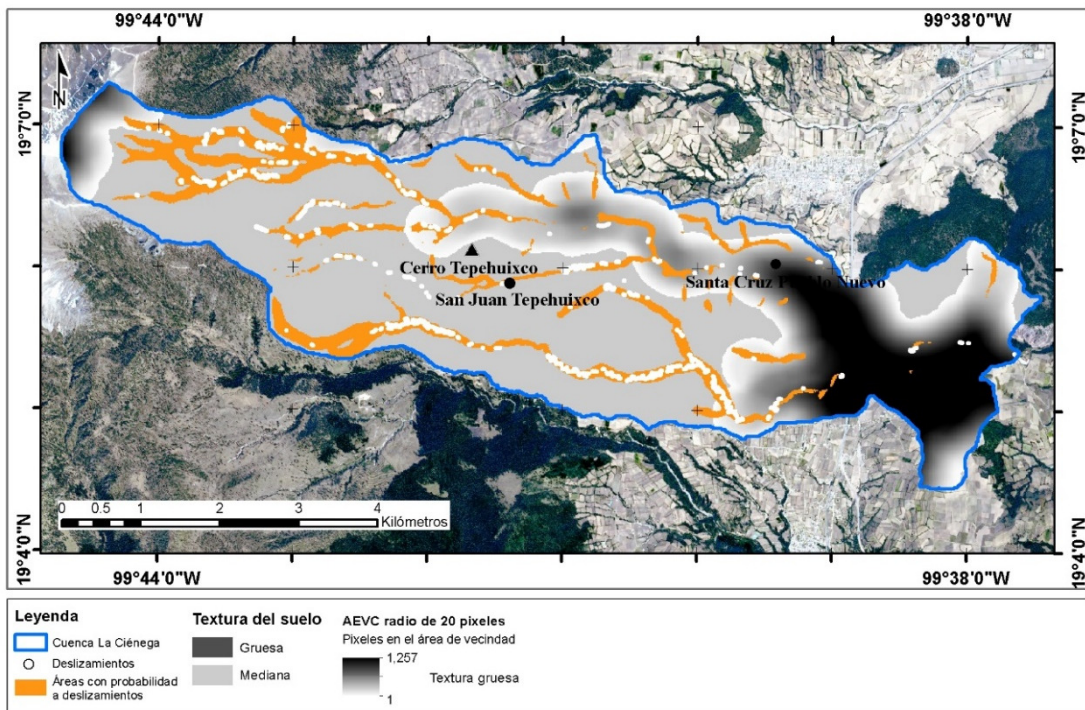 99°44'0"W 99°38'0"W
N
19°7'0"N 19°7'0"N
Cerro Tepehuixco
San Juan Tepehuixco
Santa Cruz Pueblo Nuevo
0 0.5 1 2 3 4
Kilómetros
19°4'0"N 19°4'0"N
99°44'0"W 99°38'0"W
Leyenda
Cuenca La Ciénega
Deslizamientos
Áreas con probabilidad
a deslizamientos
Textura del suelo
Gruesa
Mediana
AEVC radio de 20 pixeles
Pixeles en el área de vecindad
1,257
Textura gruesa
1